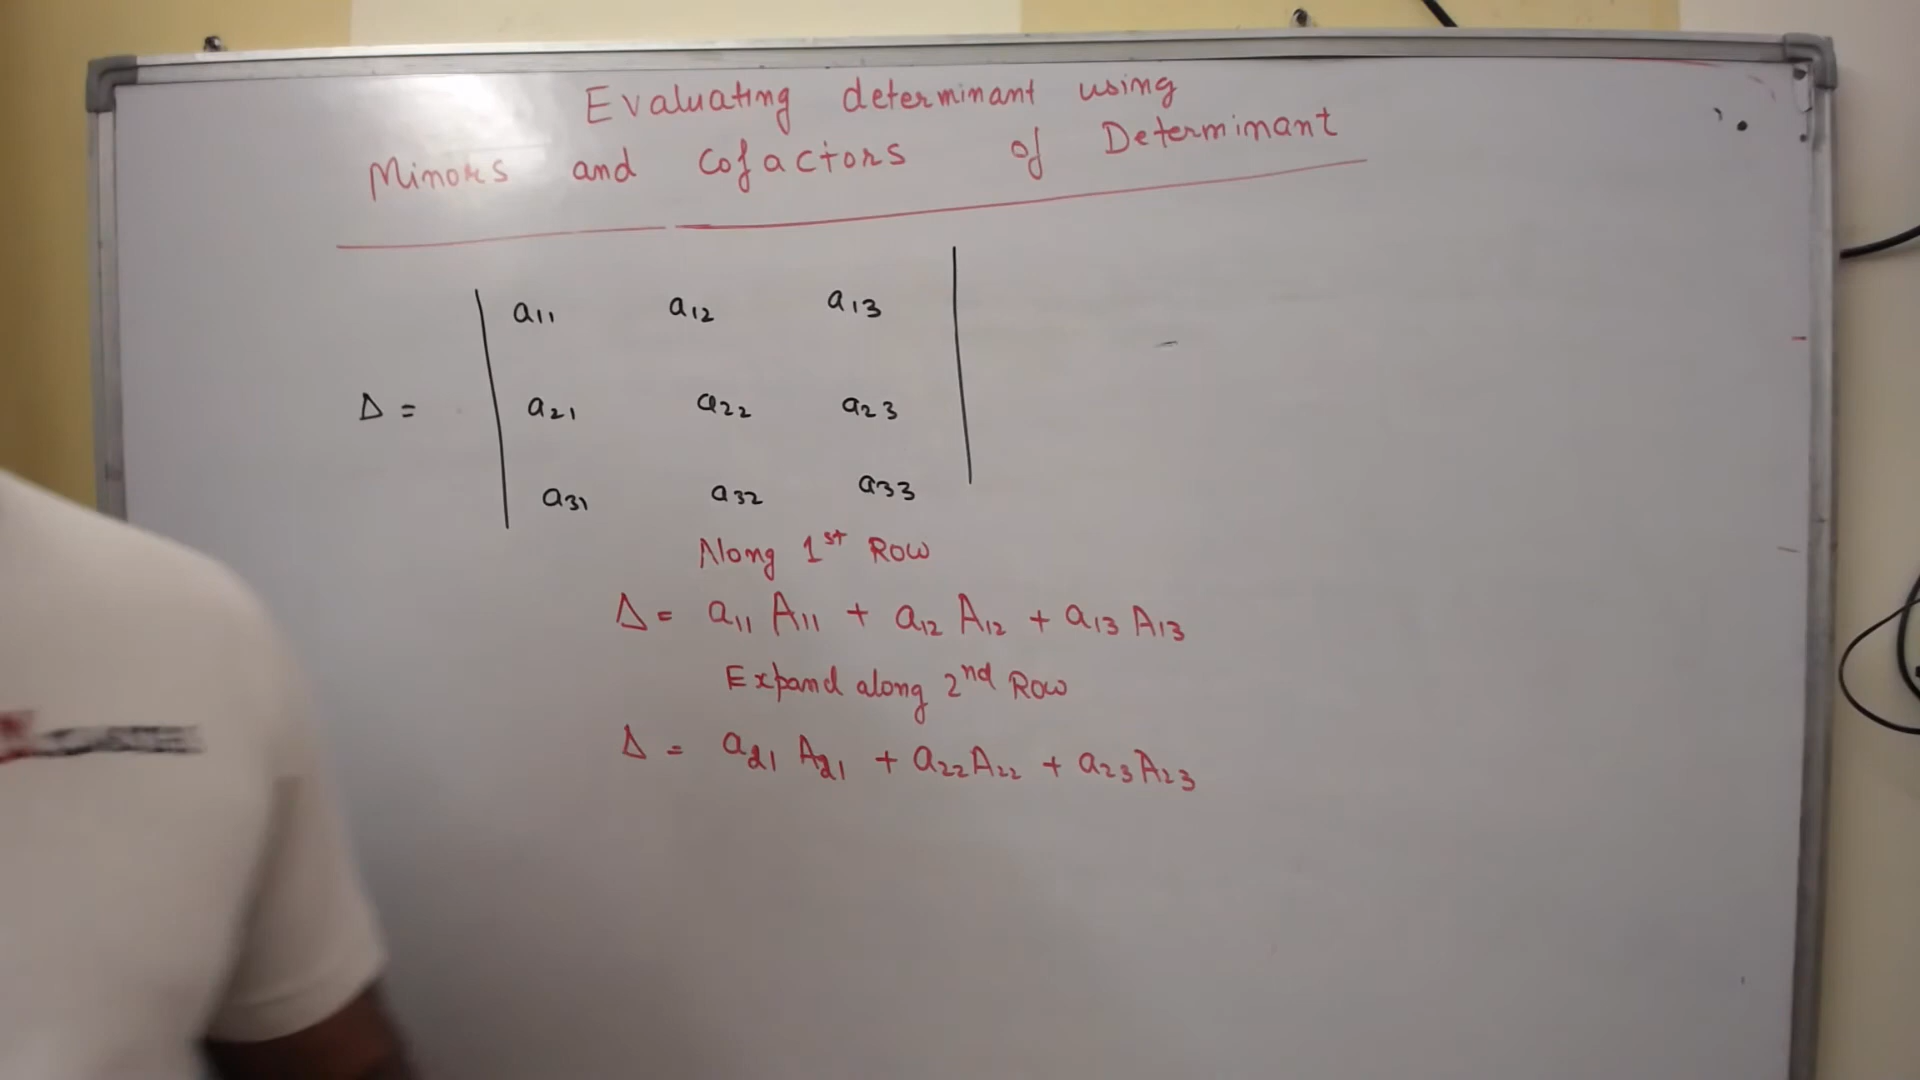 Evaluating determinant using
Minors and Cofactors of Determinant
a11 a12 a13
Δ = a21 a22 a23
a31 a32 a33
Along 1st Row
Δ = a11 A11 + a12 A12 + a13 A13
Expand along 2nd Row
Δ = a21 A21 + a22 A22 + a23 A23